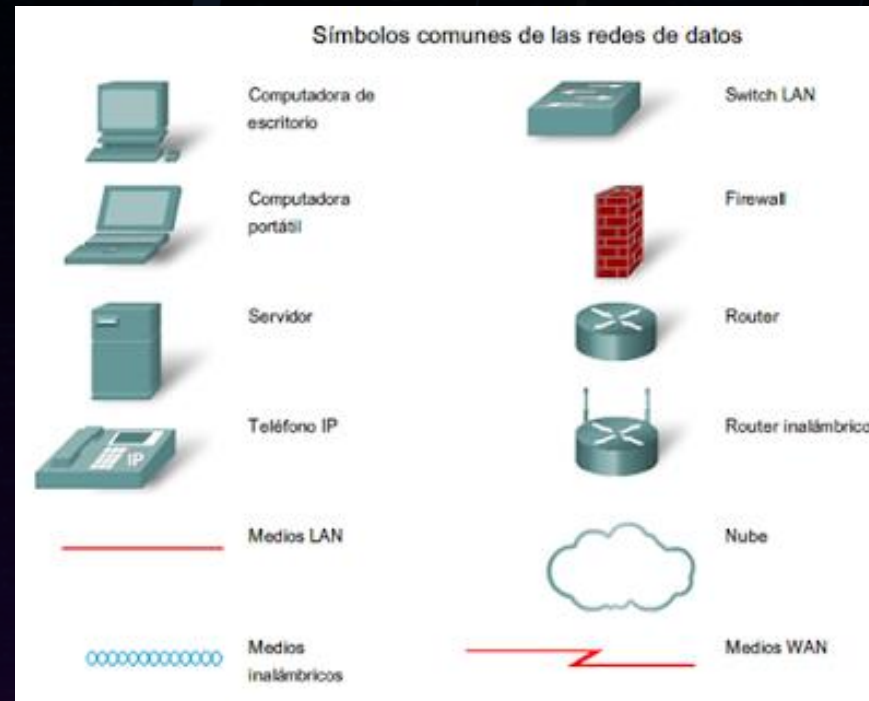 Símbolos comunes de las redes de datos
Computadora de
escritorio
Switch LAN
Computadora
portátil
Firewall
Servidor
Router
Teléfono IP
IP
Router inalámbrico
Medios LAN
Nube
Medios
inalámbricos
Medios WAN